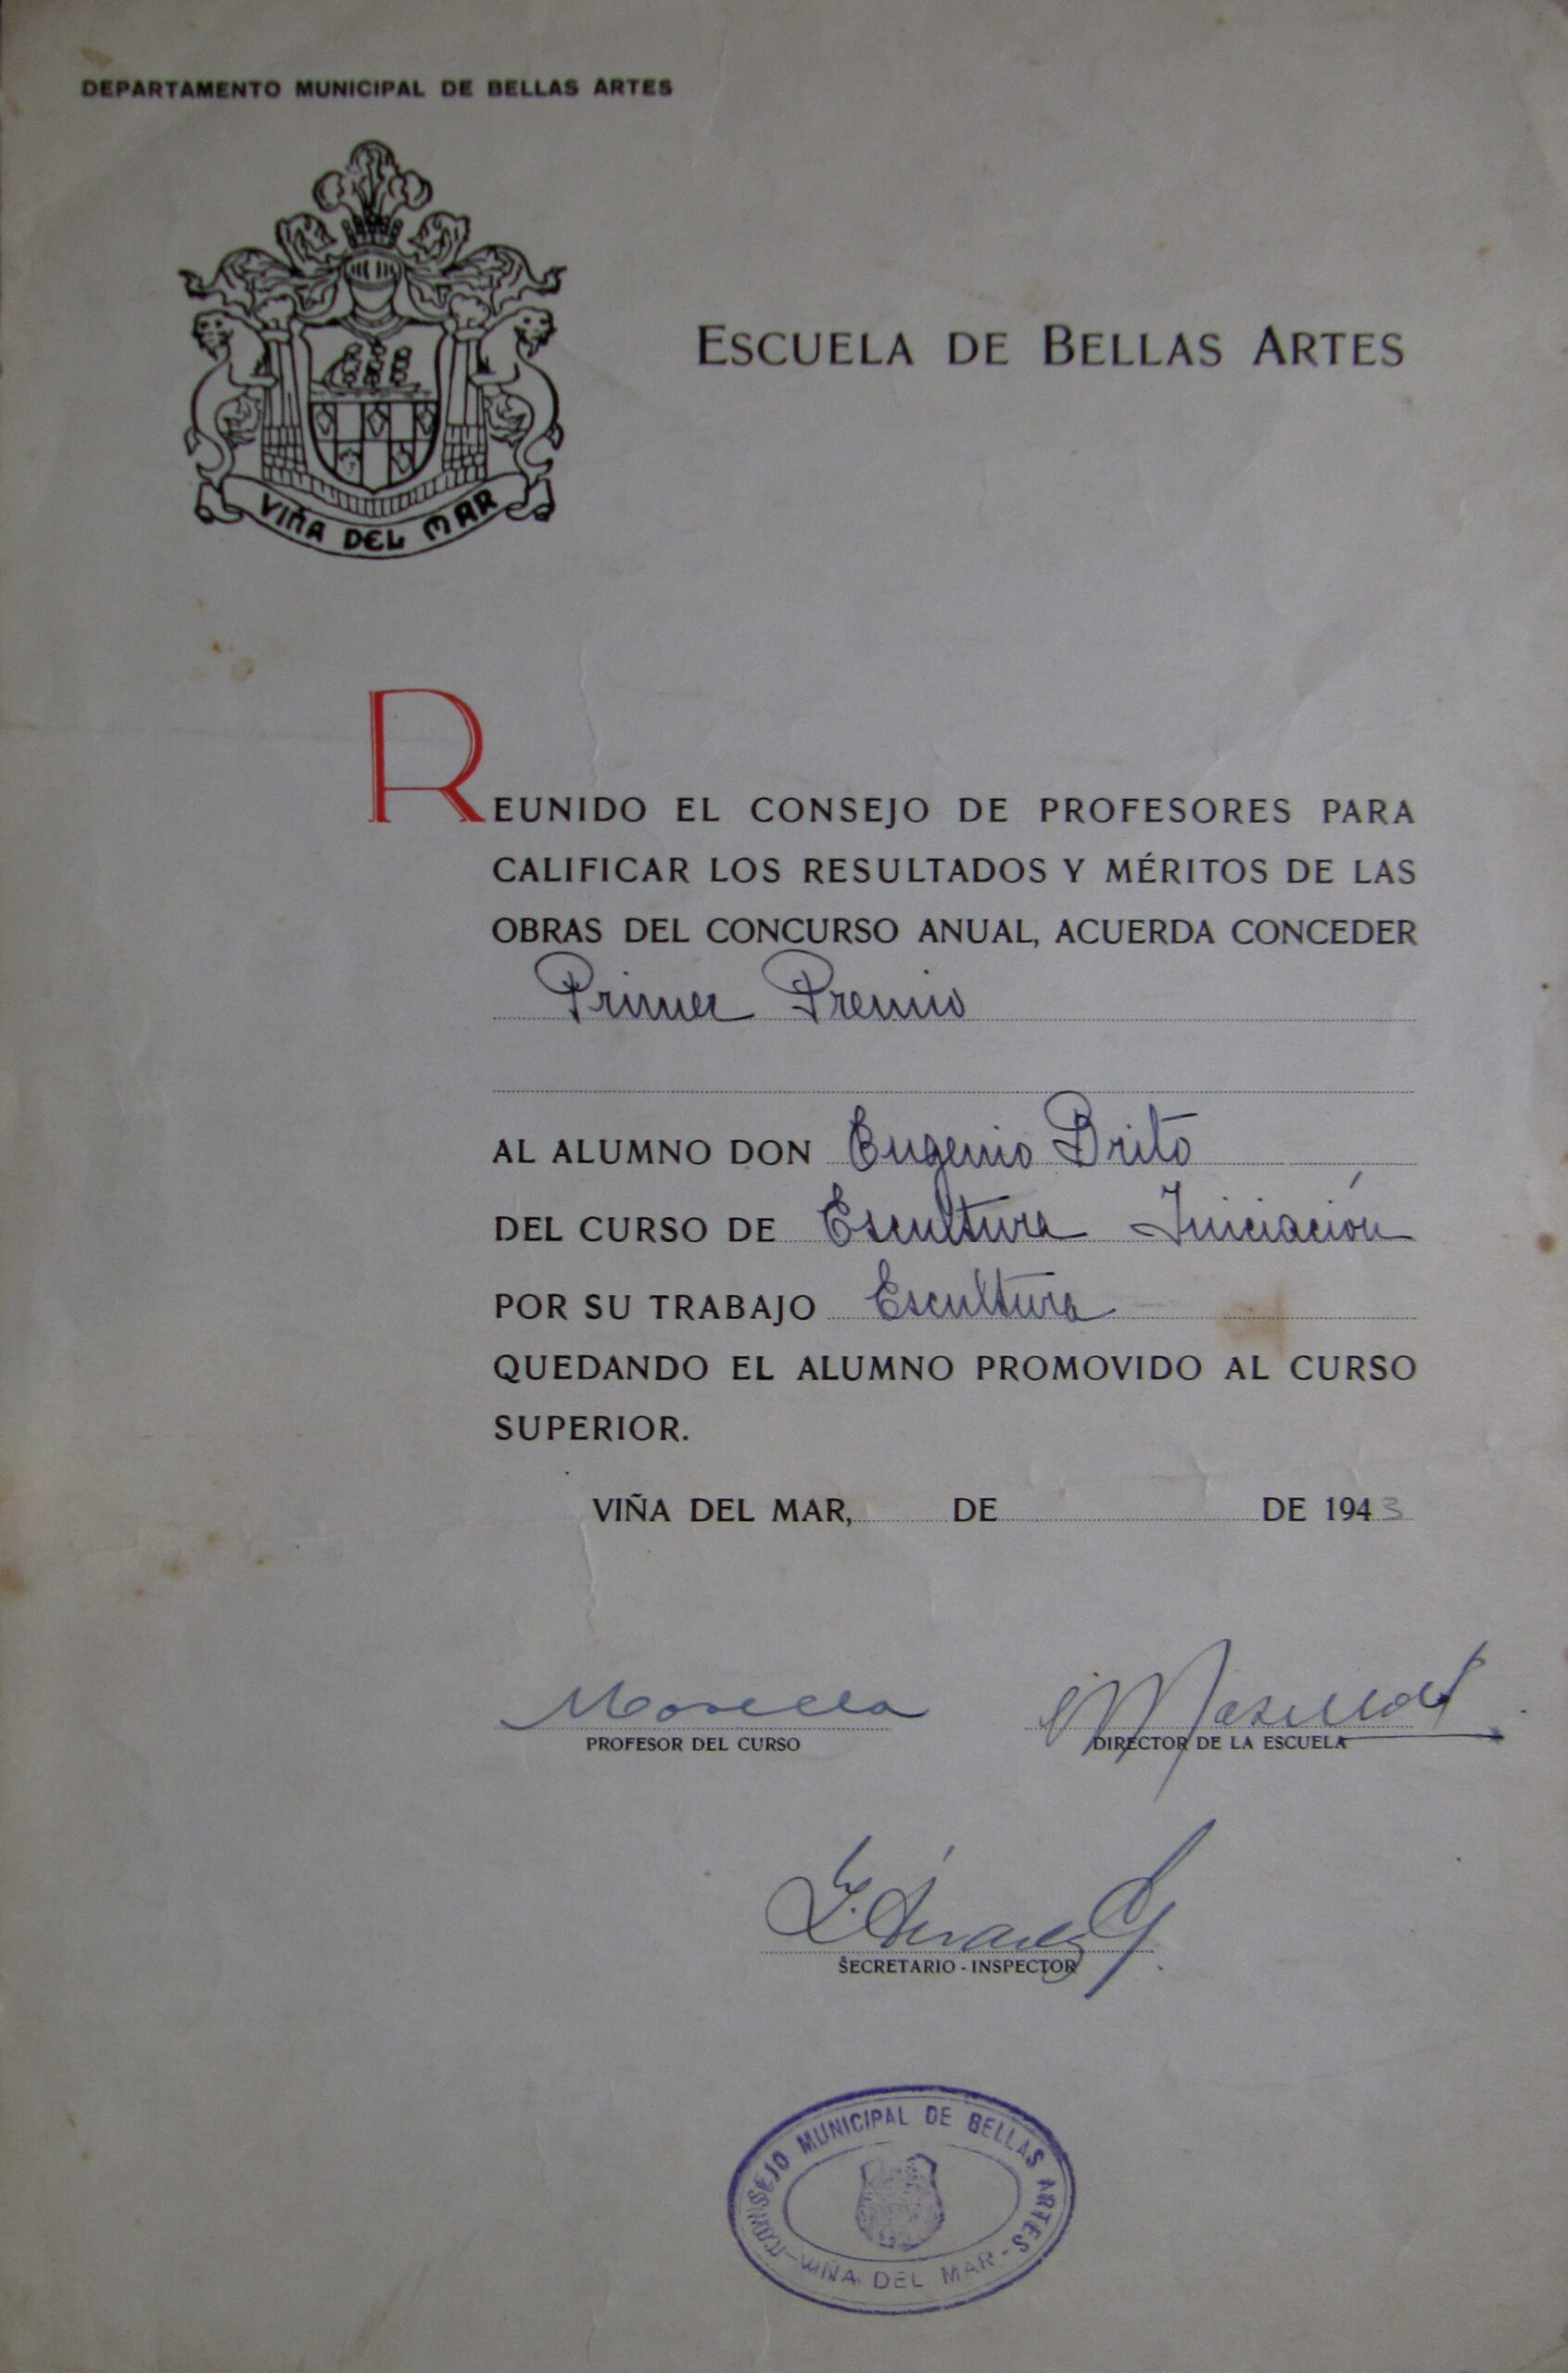 DEPARTAMENTO MUNICIPAL DE BELLAS ARTES
VIÑA DEL MAR
ESCUELA DE BELLAS ARTES
REUNIDO EL CONSEJO DE PROFESORES PARA
CALIFICAR LOS RESULTADOS Y MÉRITOS DE LAS
OBRAS DEL CONCURSO ANUAL, ACUERDA CONCEDER
Primer Premio
AL ALUMNO DON Eugenio Brito
DEL CURSO DE Escultura Iniciación
POR SU TRABAJO Escultura
QUEDANDO EL ALUMNO PROMOVIDO AL CURSO
SUPERIOR.
VIÑA DEL MAR, DE DE 1943
PROFESOR DEL CURSO
DIRECTOR DE LA ESCUELA
SECRETARIO - INSPECTOR
CONSEJO MUNICIPAL DE BELLAS ARTES
- VIÑA DEL MAR -